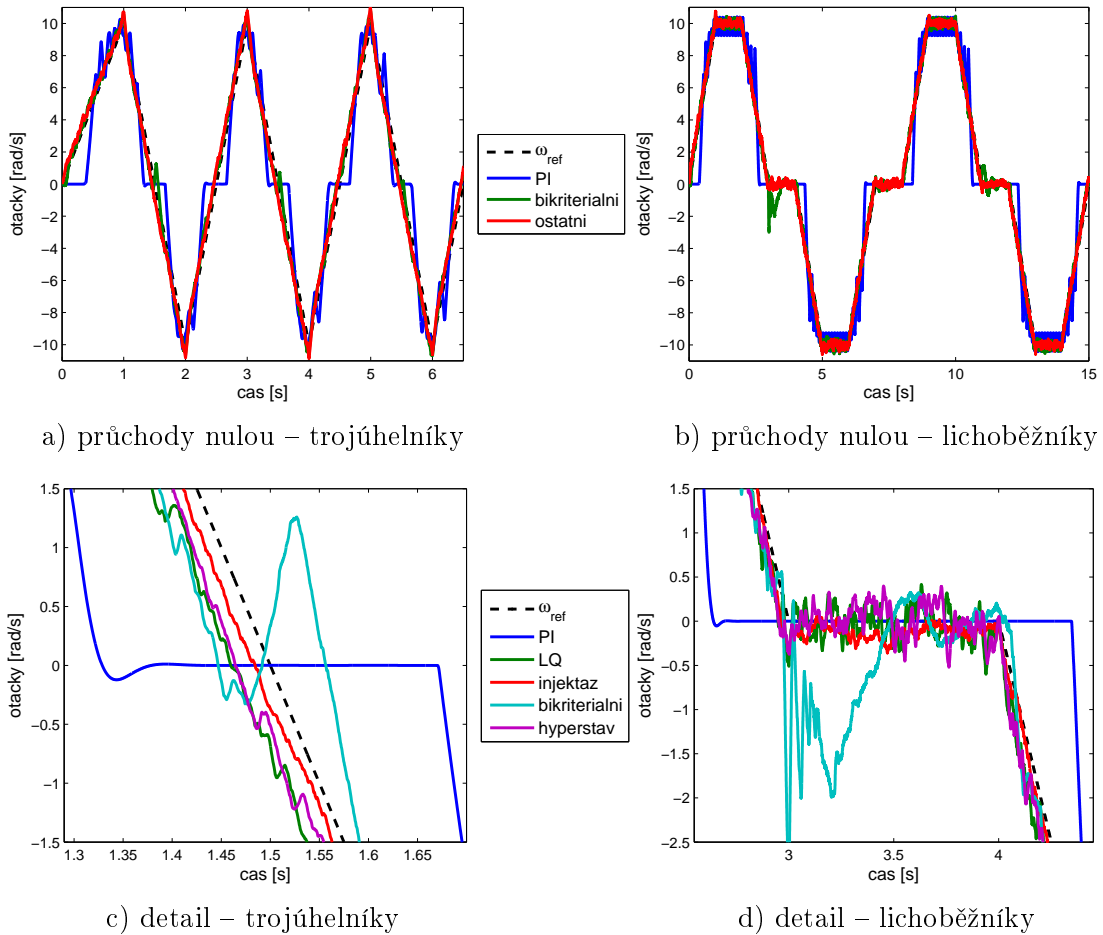 10
8
6
4
2
0
−2
−4
−6
−8
−10
otacky [rad/s]
0 1 2 3 4 5 6
cas [s]
ω_ref
PI
bikriterialni
ostatni
10
8
6
4
2
0
−2
−4
−6
−8
−10
otacky [rad/s]
0 5 10 15
cas [s]
a) průchody nulou – trojúhelníky
b) průchody nulou – lichoběžníky
1.5
1
0.5
0
−0.5
−1
−1.5
otacky [rad/s]
1.3 1.35 1.4 1.45 1.5 1.55 1.6 1.65
cas [s]
ω_ref
PI
LQ
injektaz
bikriterialni
hyperstav
1.5
1
0.5
0
−0.5
−1
−1.5
−2
−2.5
otacky [rad/s]
3 3.5 4
cas [s]
c) detail – trojúhelníky
d) detail – lichoběžníky